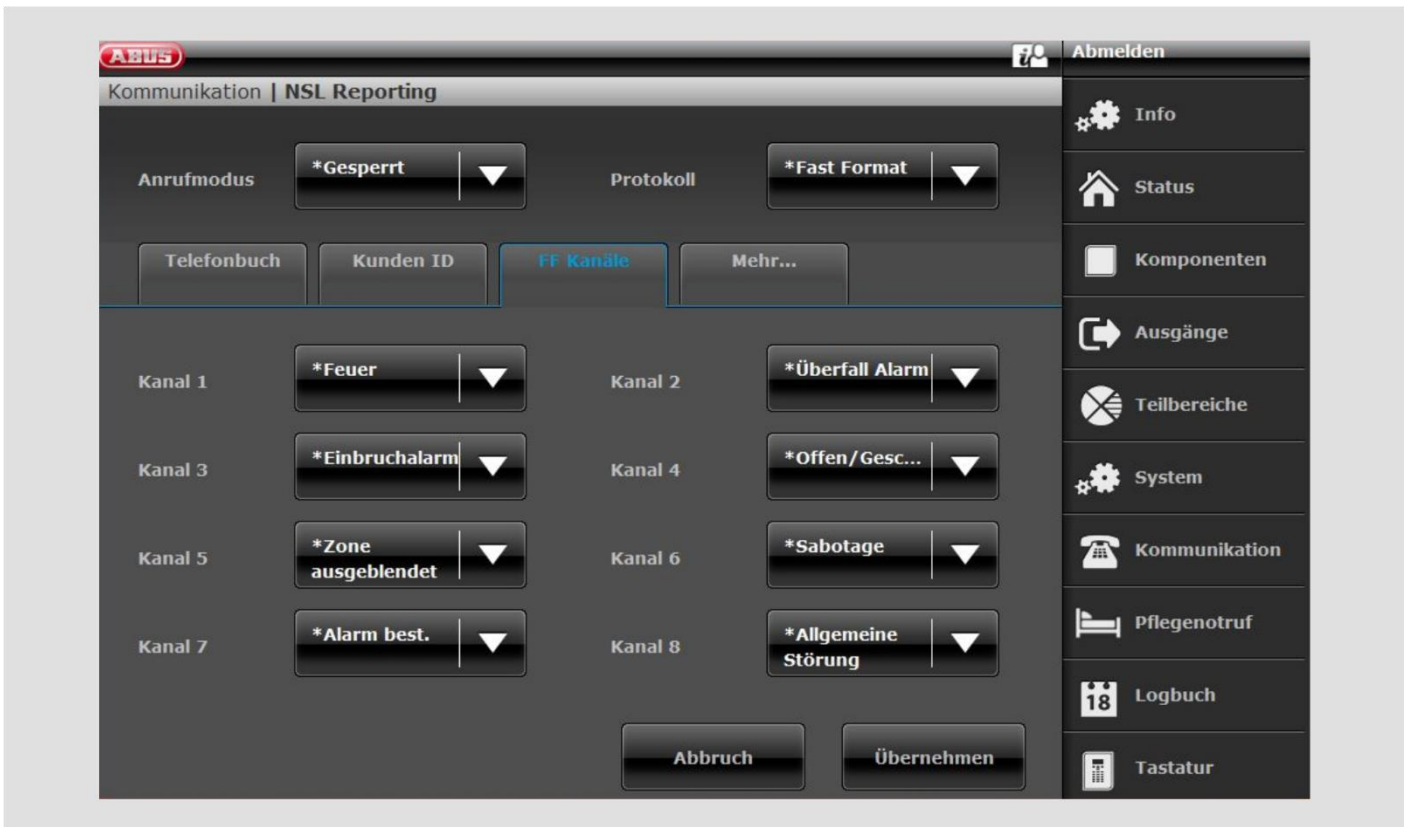 ABUS
Abmelden
Kommunikation | NSL Reporting
Anrufmodus
*Gesperrt
Protokoll
*Fast Format
Telefonbuch
Kunden ID
FF Kanäle
Mehr...
Kanal 1
*Feuer
Kanal 2
*Überfall Alarm
Kanal 3
*Einbruchalarm
Kanal 4
*Offen/Gesc...
Kanal 5
*Zone
ausgeblendet
Kanal 6
*Sabotage
Kanal 7
*Alarm best.
Kanal 8
*Allgemeine
Störung
Abbruch
Übernehmen
Info
Status
Komponenten
Ausgänge
Teilbereiche
System
Kommunikation
Pflegenotruf
18
Logbuch
Tastatur